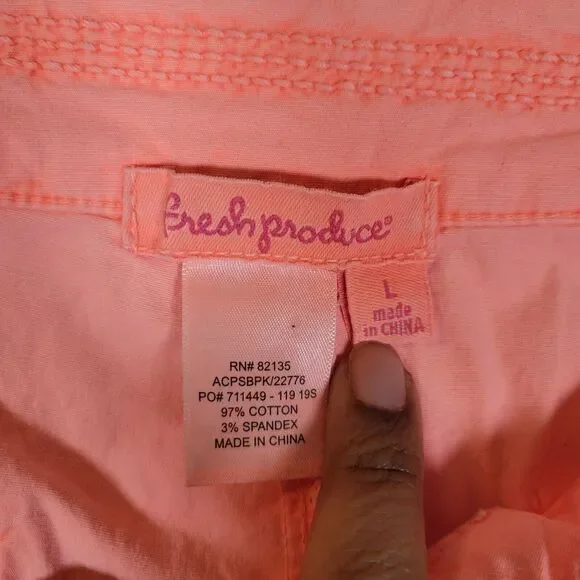 fresh produce®
L
made
in CHINA
RN# 82135
ACPSBPK/22776
PO# 711449 - 119 19S
97% COTTON
3% SPANDEX
MADE IN CHINA